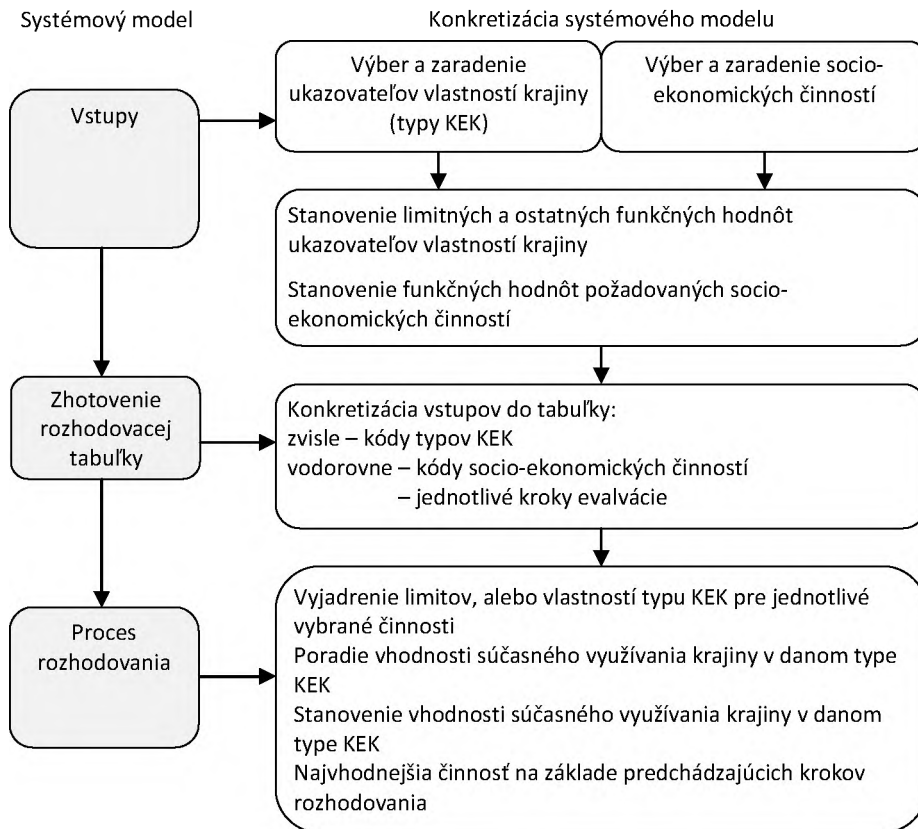 Systémový model
Konkretizácia systémového modelu
Vstupy
Výber a zaradenie
ukazovateľov vlastností krajiny
(typy KEK)
Výber a zaradenie socio-
ekonomických činností
Stanovenie limitných a ostatných funkčných hodnôt
ukazovateľov vlastností krajiny
Stanovenie funkčných hodnôt požadovaných socio-
ekonomických činností
Zhotovenie
rozhodovacej
tabuľky
Konkretizácia vstupov do tabuľky:
zvisle – kódy typov KEK
vodorovne – kódy socio-ekonomických činností
– jednotlivé kroky evalvácie
Proces
rozhodovania
Vyjadrenie limitov, alebo vlastností typu KEK pre jednotlivé
vybrané činnosti
Poradie vhodnosti súčasného využívania krajiny v danom type
KEK
Stanovenie vhodnosti súčasného využívania krajiny v danom
type KEK
Najvhodnejšia činnosť na základe predchádzajúcich krokov
rozhodovania